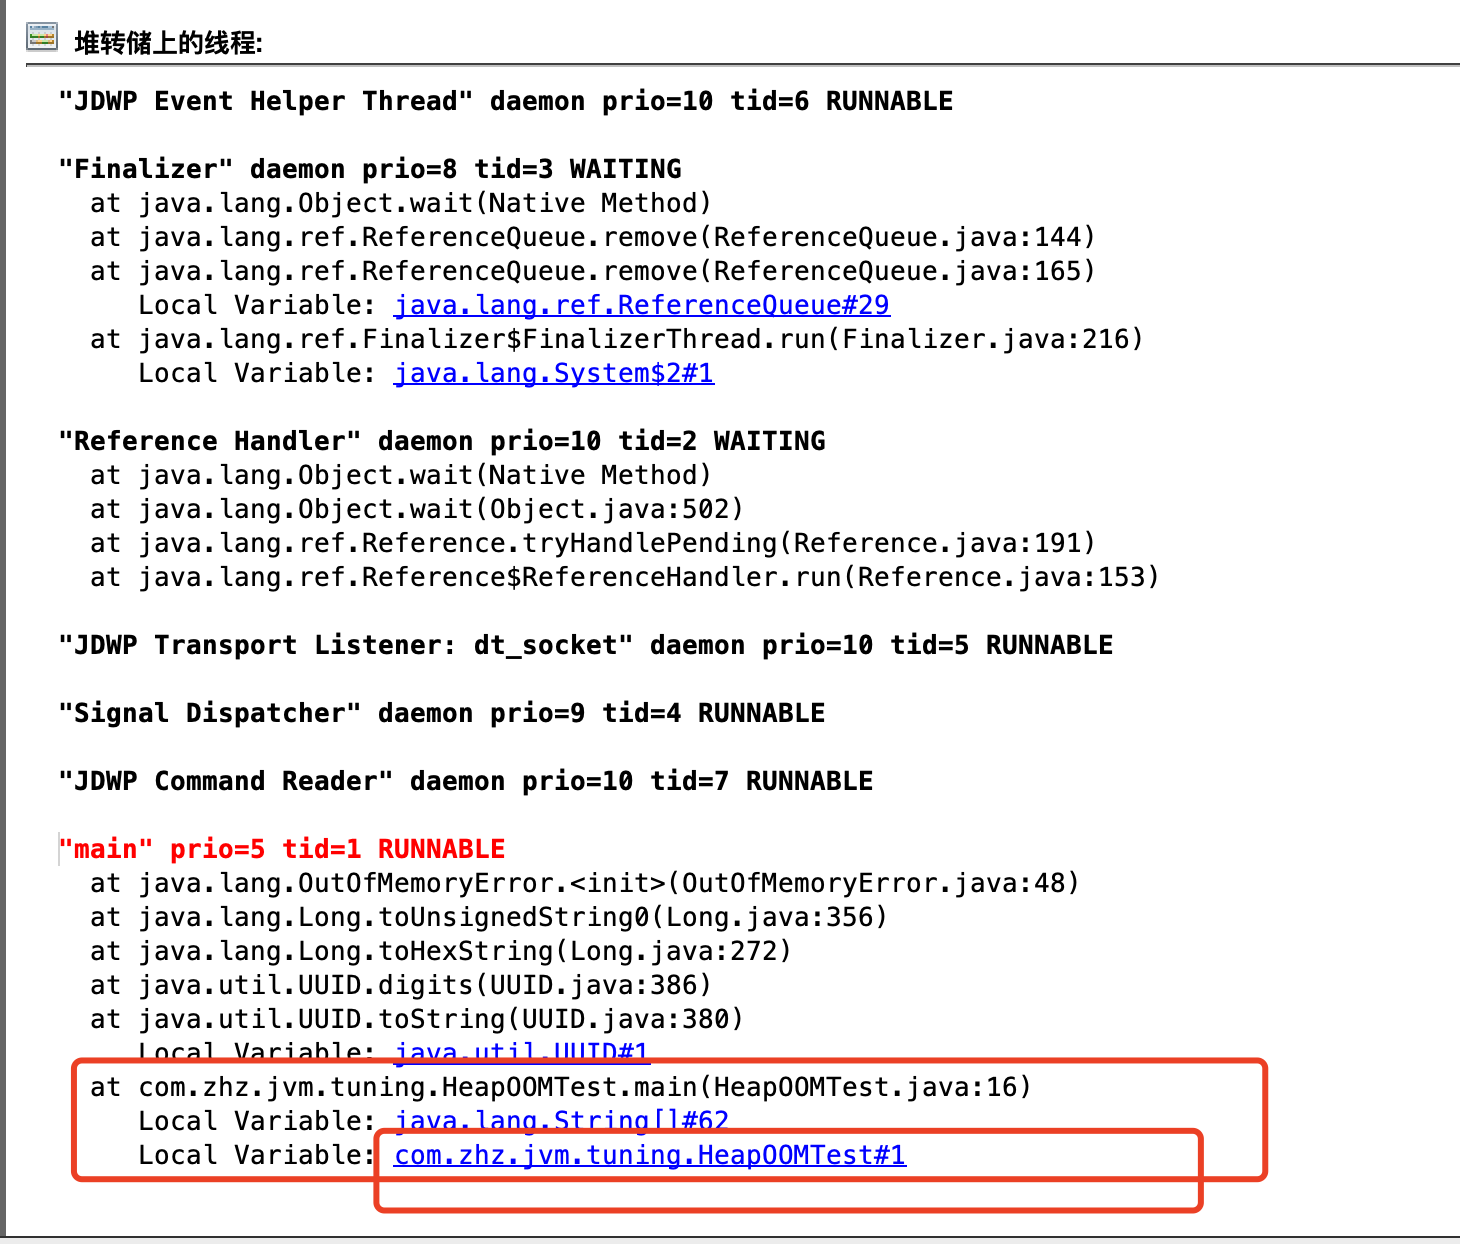 堆转储上的线程:
"JDWP Event Helper Thread" daemon prio=10 tid=6 RUNNABLE
"Finalizer" daemon prio=8 tid=3 WAITING
at java.lang.Object.wait(Native Method)
at java.lang.ref.ReferenceQueue.remove(ReferenceQueue.java:144)
at java.lang.ref.ReferenceQueue.remove(ReferenceQueue.java:165)
Local Variable: java.lang.ref.ReferenceQueue#29
at java.lang.ref.Finalizer$FinalizerThread.run(Finalizer.java:216)
Local Variable: java.lang.System$2#1
"Reference Handler" daemon prio=10 tid=2 WAITING
at java.lang.Object.wait(Native Method)
at java.lang.Object.wait(Object.java:502)
at java.lang.ref.Reference.tryHandlePending(Reference.java:191)
at java.lang.ref.Reference$ReferenceHandler.run(Reference.java:153)
"JDWP Transport Listener: dt_socket" daemon prio=10 tid=5 RUNNABLE
"Signal Dispatcher" daemon prio=9 tid=4 RUNNABLE
"JDWP Command Reader" daemon prio=10 tid=7 RUNNABLE
"main" prio=5 tid=1 RUNNABLE
at java.lang.OutOfMemoryError.<init>(OutOfMemoryError.java:48)
at java.lang.Long.toUnsignedString0(Long.java:356)
at java.lang.Long.toHexString(Long.java:272)
at java.util.UUID.digits(UUID.java:386)
at java.util.UUID.toString(UUID.java:380)
Local Variable: java.util.UUID#1
at com.zhz.jvm.tuning.HeapOOMTest.main(HeapOOMTest.java:16)
Local Variable: java.lang.String[]#62
Local Variable: com.zhz.jvm.tuning.HeapOOMTest#1